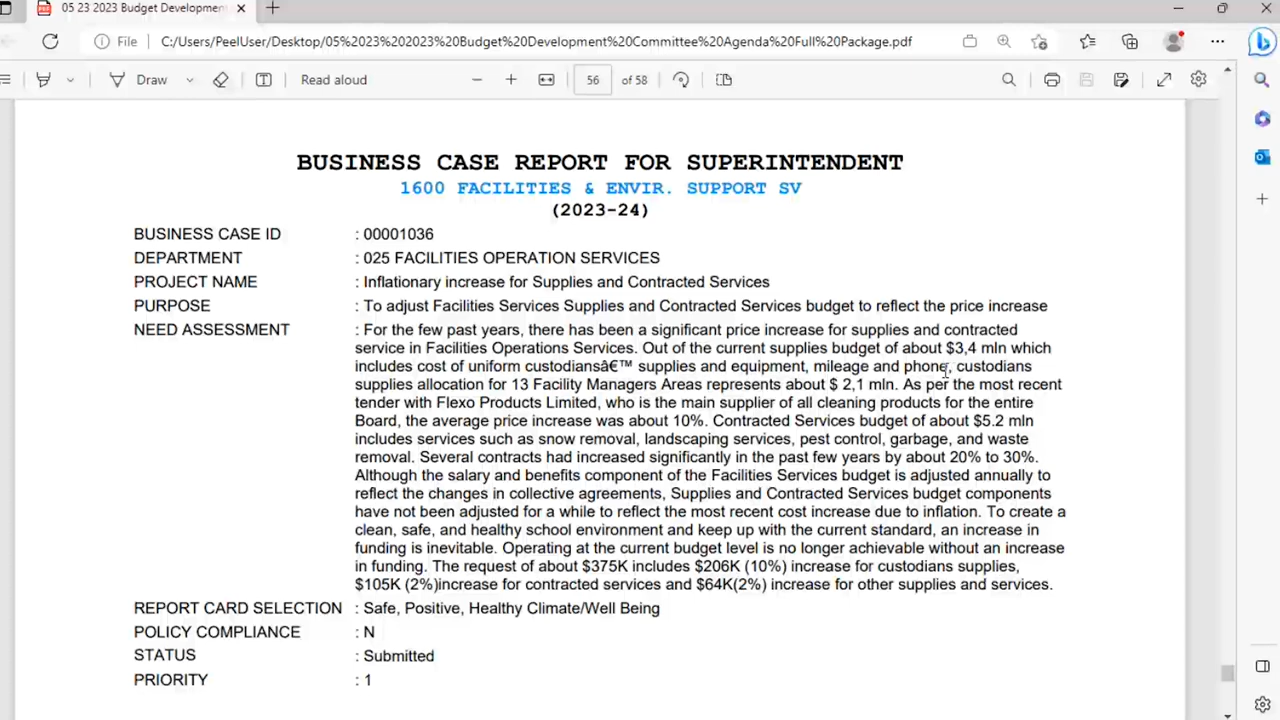 05 23 2023 Budget Developmen
File C:/Users/PeelUser/Desktop/05%2023%202023%20Budget%20Development%20Committee%20Agenda%20Full%20Package.pdf
Draw Read aloud 56 of 58
BUSINESS CASE REPORT FOR SUPERINTENDENT
1600 FACILITIES & ENVIR. SUPPORT SV
(2023-24)
BUSINESS CASE ID : 00001036
DEPARTMENT : 025 FACILITIES OPERATION SERVICES
PROJECT NAME : Inflationary increase for Supplies and Contracted Services
PURPOSE : To adjust Facilities Services Supplies and Contracted Services budget to reflect the price increase
NEED ASSESSMENT : For the few past years, there has been a significant price increase for supplies and contracted
service in Facilities Operations Services. Out of the current supplies budget of about $3,4 mln which
includes cost of uniform custodiansâ€™ supplies and equipment, mileage and phone, custodians
supplies allocation for 13 Facility Managers Areas represents about $ 2,1 mln. As per the most recent
tender with Flexo Products Limited, who is the main supplier of all cleaning products for the entire
Board, the average price increase was about 10%. Contracted Services budget of about $5.2 mln
includes services such as snow removal, landscaping services, pest control, garbage, and waste
removal. Several contracts had increased significantly in the past few years by about 20% to 30%.
Although the salary and benefits component of the Facilities Services budget is adjusted annually to
reflect the changes in collective agreements, Supplies and Contracted Services budget components
have not been adjusted for a while to reflect the most recent cost increase due to inflation. To create a
clean, safe, and healthy school environment and keep up with the current standard, an increase in
funding is inevitable. Operating at the current budget level is no longer achievable without an increase
in funding. The request of about $375K includes $206K (10%) increase for custodians supplies,
$105K (2%)increase for contracted services and $64K(2%) increase for other supplies and services.
REPORT CARD SELECTION : Safe, Positive, Healthy Climate/Well Being
POLICY COMPLIANCE : N
STATUS : Submitted
PRIORITY : 1